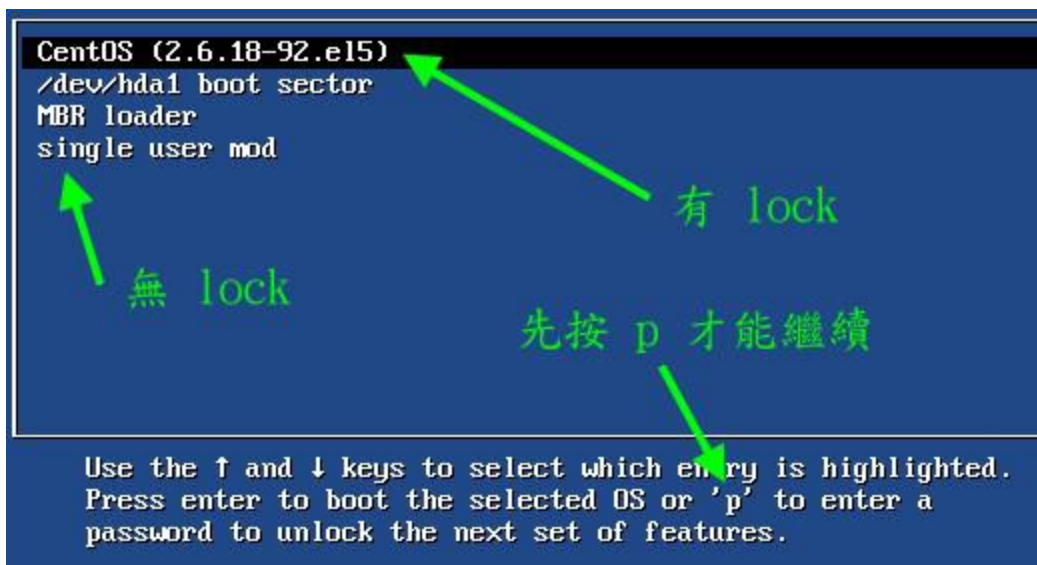 CentOS (2.6.18-92.el5)
/dev/hda1 boot sector
MBR loader
single user mod
有 lock
無 lock
先按 p 才能繼續
Use the ↑ and ↓ keys to select which entry is highlighted.
Press enter to boot the selected OS or 'p' to enter a
password to unlock the next set of features.